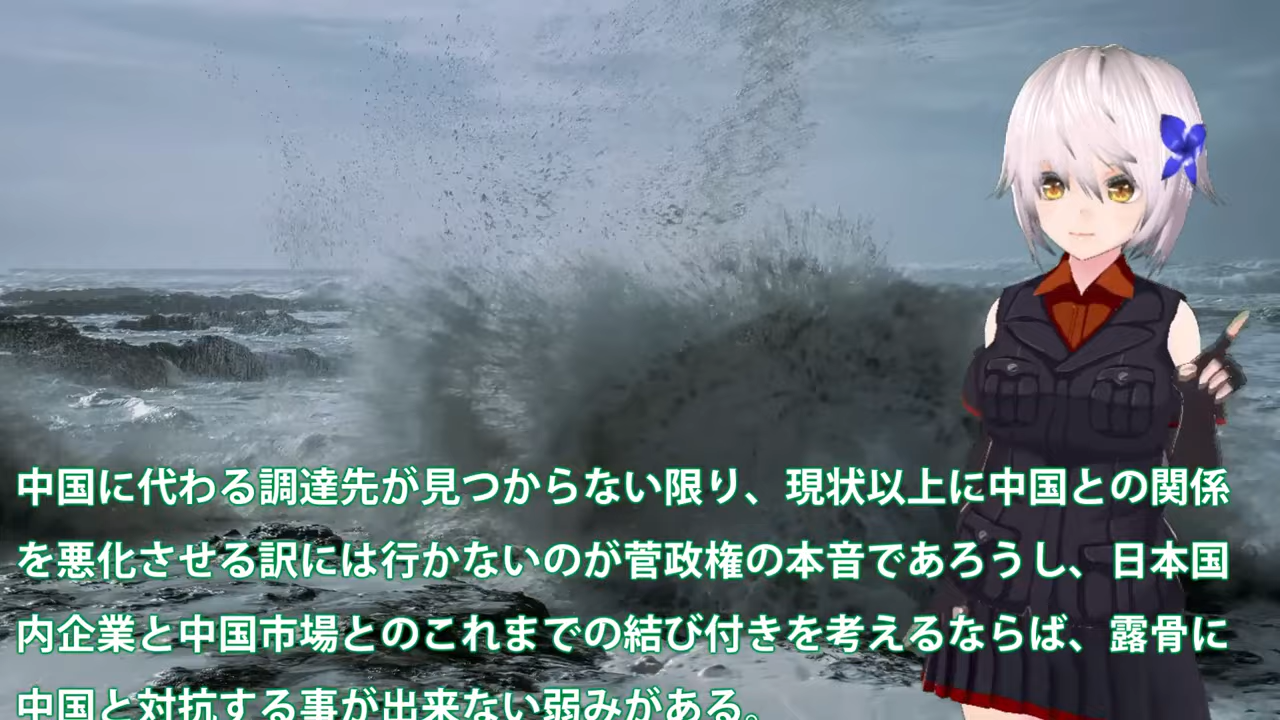 中国に代わる調達先が見つからない限り、現状以上に中国との関係
を悪化させる訳には行かないのが菅政権の本音であろうし、日本国
内企業と中国市場とのこれまでの結び付きを考えるならば、露骨に
中国と対抗する事が出来ない弱みがある。